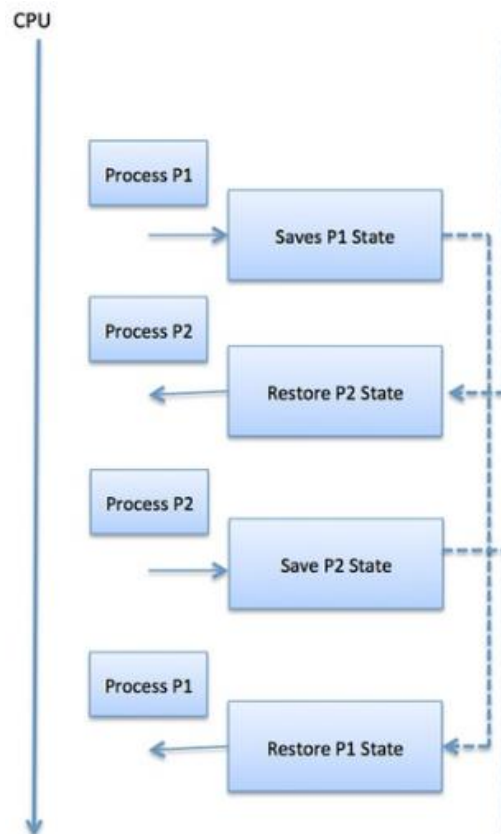 CPU
Process P1
Saves P1 State
Process P2
Restore P2 State
Process P2
Save P2 State
Process P1
Restore P1 State